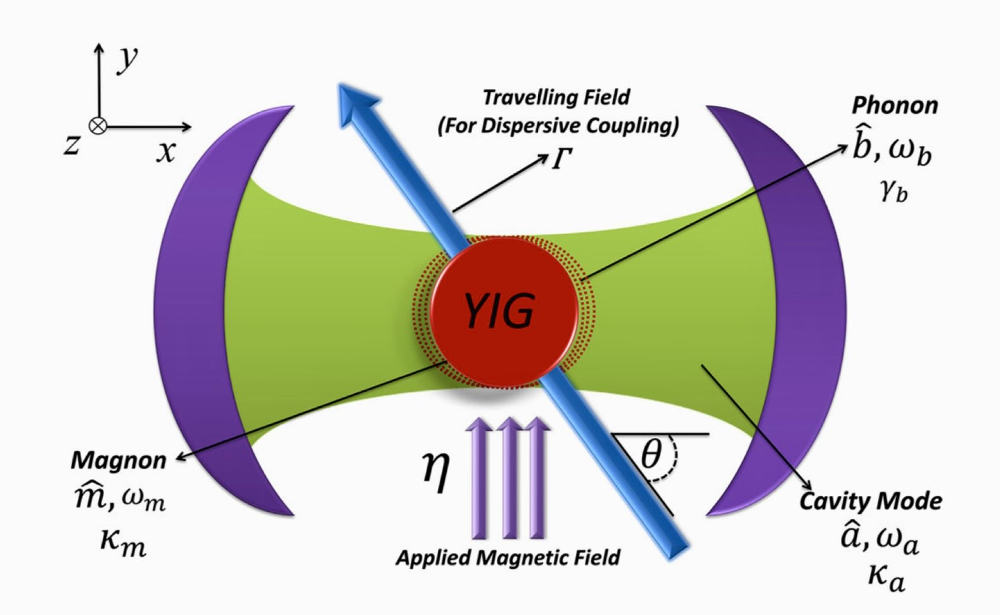 y
z
x
Travelling Field
(For Dispersive Coupling)
Γ
Phonon
b̂, ω_b
γ_b
YIG
Magnon
m̂, ω_m
κ_m
η
θ
Applied Magnetic Field
Cavity Mode
â, ω_a
κ_a